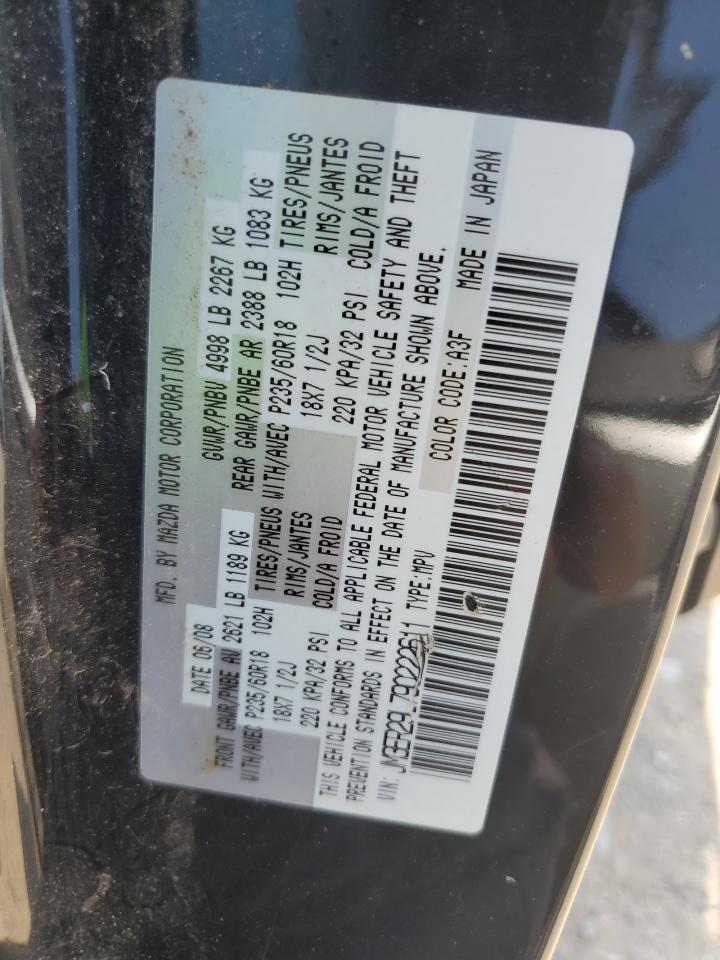 MFD. BY MAZDA MOTOR CORPORATION
DATE 06/08 GVWR/PNBV 4998 LB 2267 KG
FRONT GAWR/PNBE AV 2621 LB 1189 KG REAR GAWR/PNBE AR 2388 LB 1083 KG
WITH/AVEC P235/60R18 102H TIRES/PNEUS WITH/AVEC P235/60R18 102H TIRES/PNEUS
18X7 1/2J RIMS/JANTES 18X7 1/2J RIMS/JANTES
220 KPA/32 PSI COLD/A FROID 220 KPA/32 PSI COLD/A FROID
THIS VEHICLE CONFORMS TO ALL APPLICABLE FEDERAL MOTOR VEHICLE SAFETY AND THEFT
PREVENTION STANDARDS IN EFFECT ON THE DATE OF MANUFACTURE SHOWN ABOVE.
VIN: TYPE:MPV COLOR CODE:A3F MADE IN JAPAN